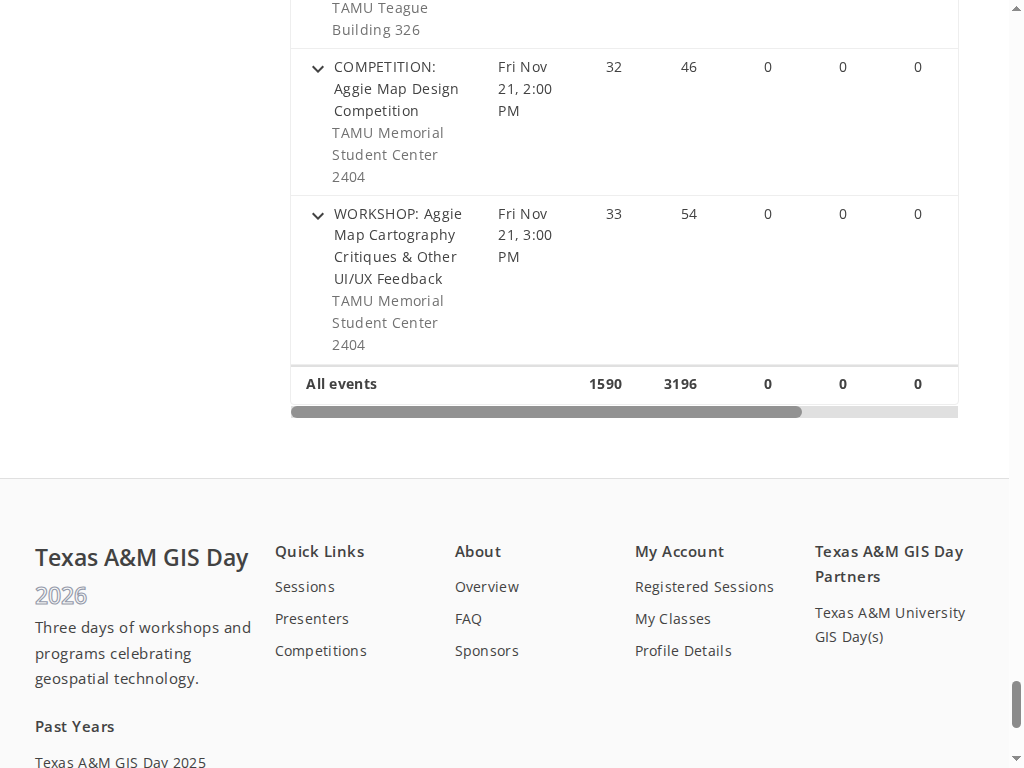 TAMU Teague
Building 326
COMPETITION:
Aggie Map Design
Competition
TAMU Memorial
Student Center
2404
Fri Nov
21, 2:00
PM
32 46 0 0 0
WORKSHOP: Aggie
Map Cartography
Critiques & Other
UI/UX Feedback
TAMU Memorial
Student Center
2404
Fri Nov
21, 3:00
PM
33 54 0 0 0
All events 1590 3196 0 0 0
Texas A&M GIS Day
2026
Three days of workshops and
programs celebrating
geospatial technology.
Past Years
Texas A&M GIS Day 2025
Quick Links
Sessions
Presenters
Competitions
About
Overview
FAQ
Sponsors
My Account
Registered Sessions
My Classes
Profile Details
Texas A&M GIS Day
Partners
Texas A&M University
GIS Day(s)